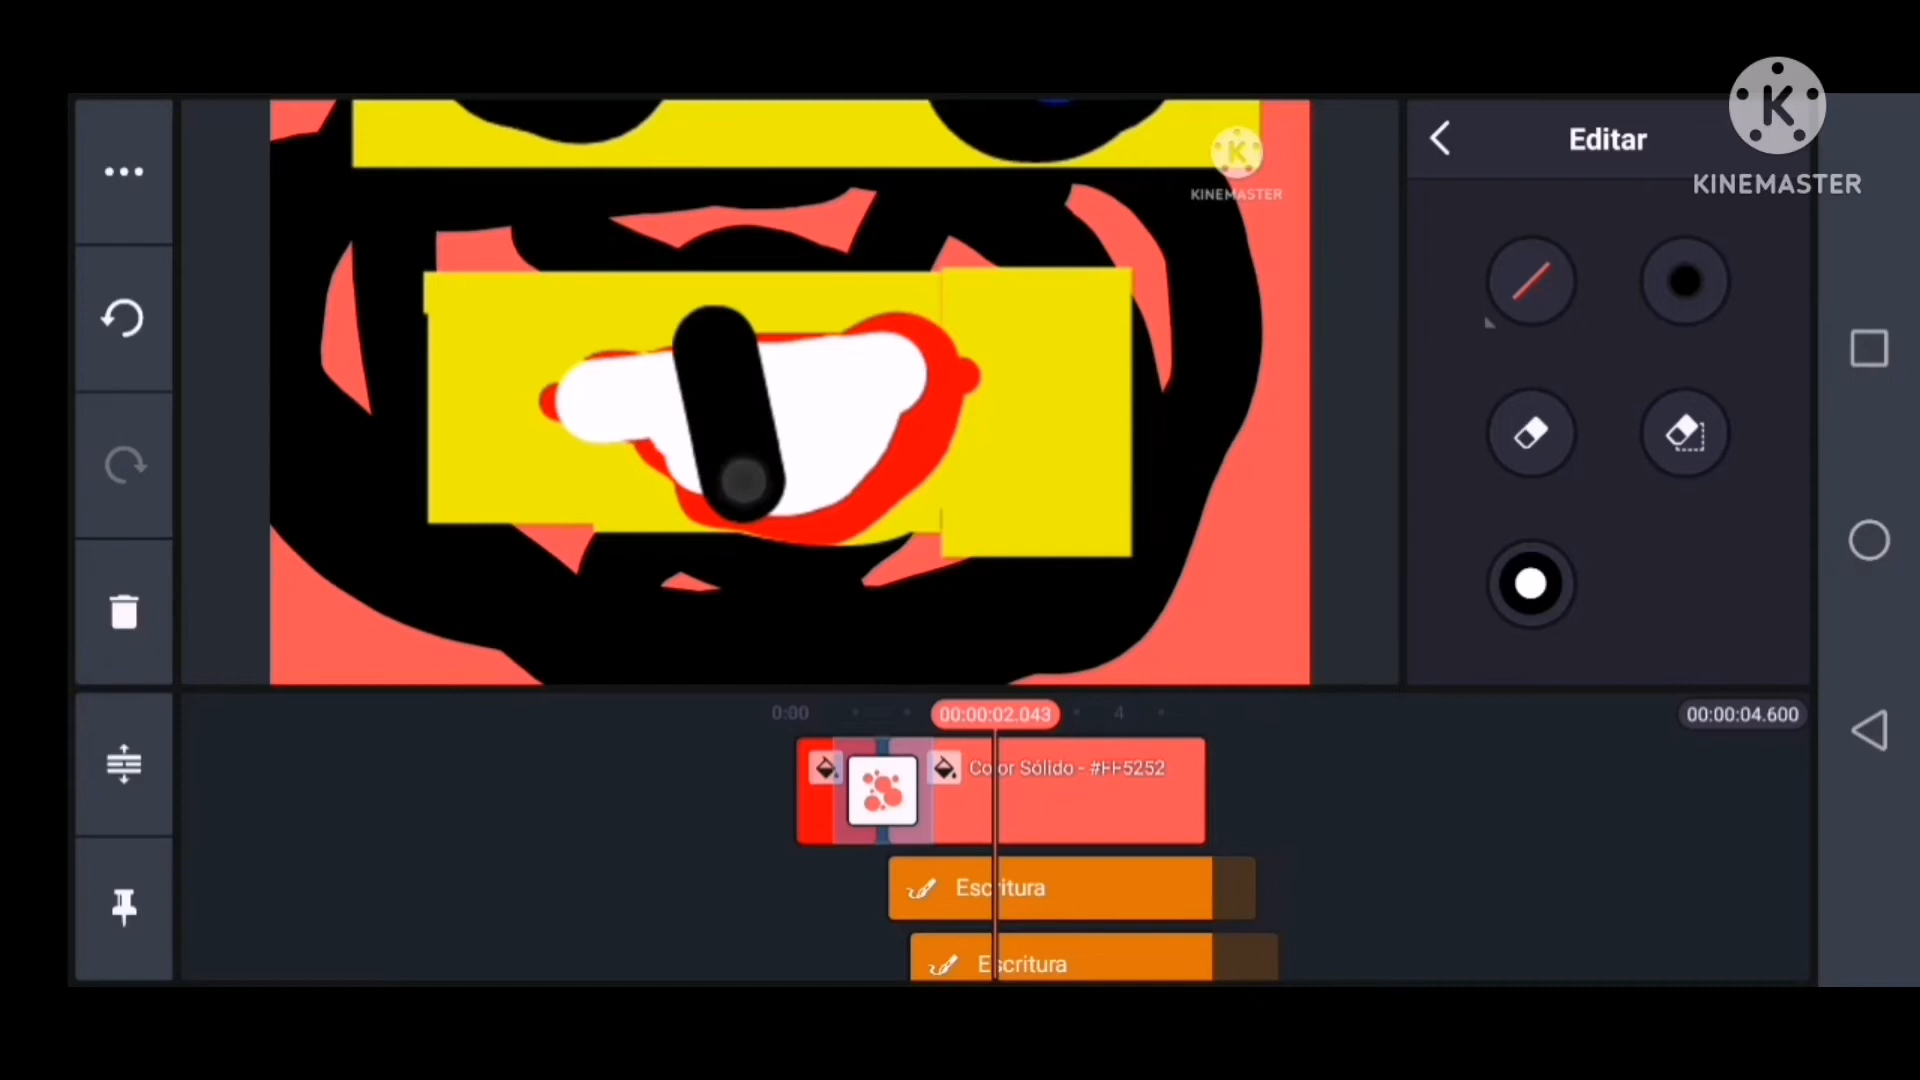 Editar
K
KINEMASTER
K
KINEMASTER
0:00
00:00:02.043
4
00:00:04.600
Color Sólido - #FF5252
Escritura
Escritura